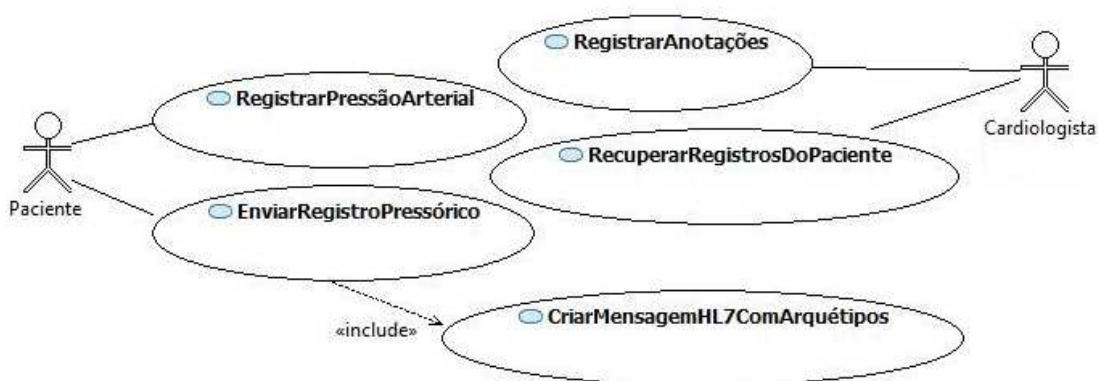 RegistrarAnotações
RegistrarPressãoArterial
Cardiologista
RecuperarRegistrosDoPaciente
Paciente
EnviarRegistroPressórico
«include»
CriarMensagemHL7ComArquétipos